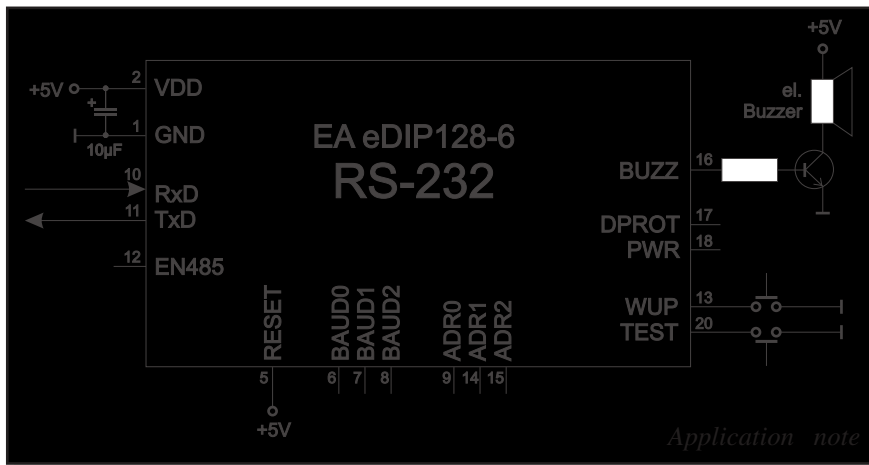 +5V
el.
Buzzer
+5V
2 VDD
+
1 GND
10µF
EA eDIP128-6
RS-232
10 RxD
11 TxD
12 EN485
BUZZ 16
DPROT 17
PWR 18
WUP 13
TEST 20
RESET
BAUD0
BAUD1
BAUD2
ADR0
ADR1
ADR2
5 6 7 8 9 14 15
+5V
Application note